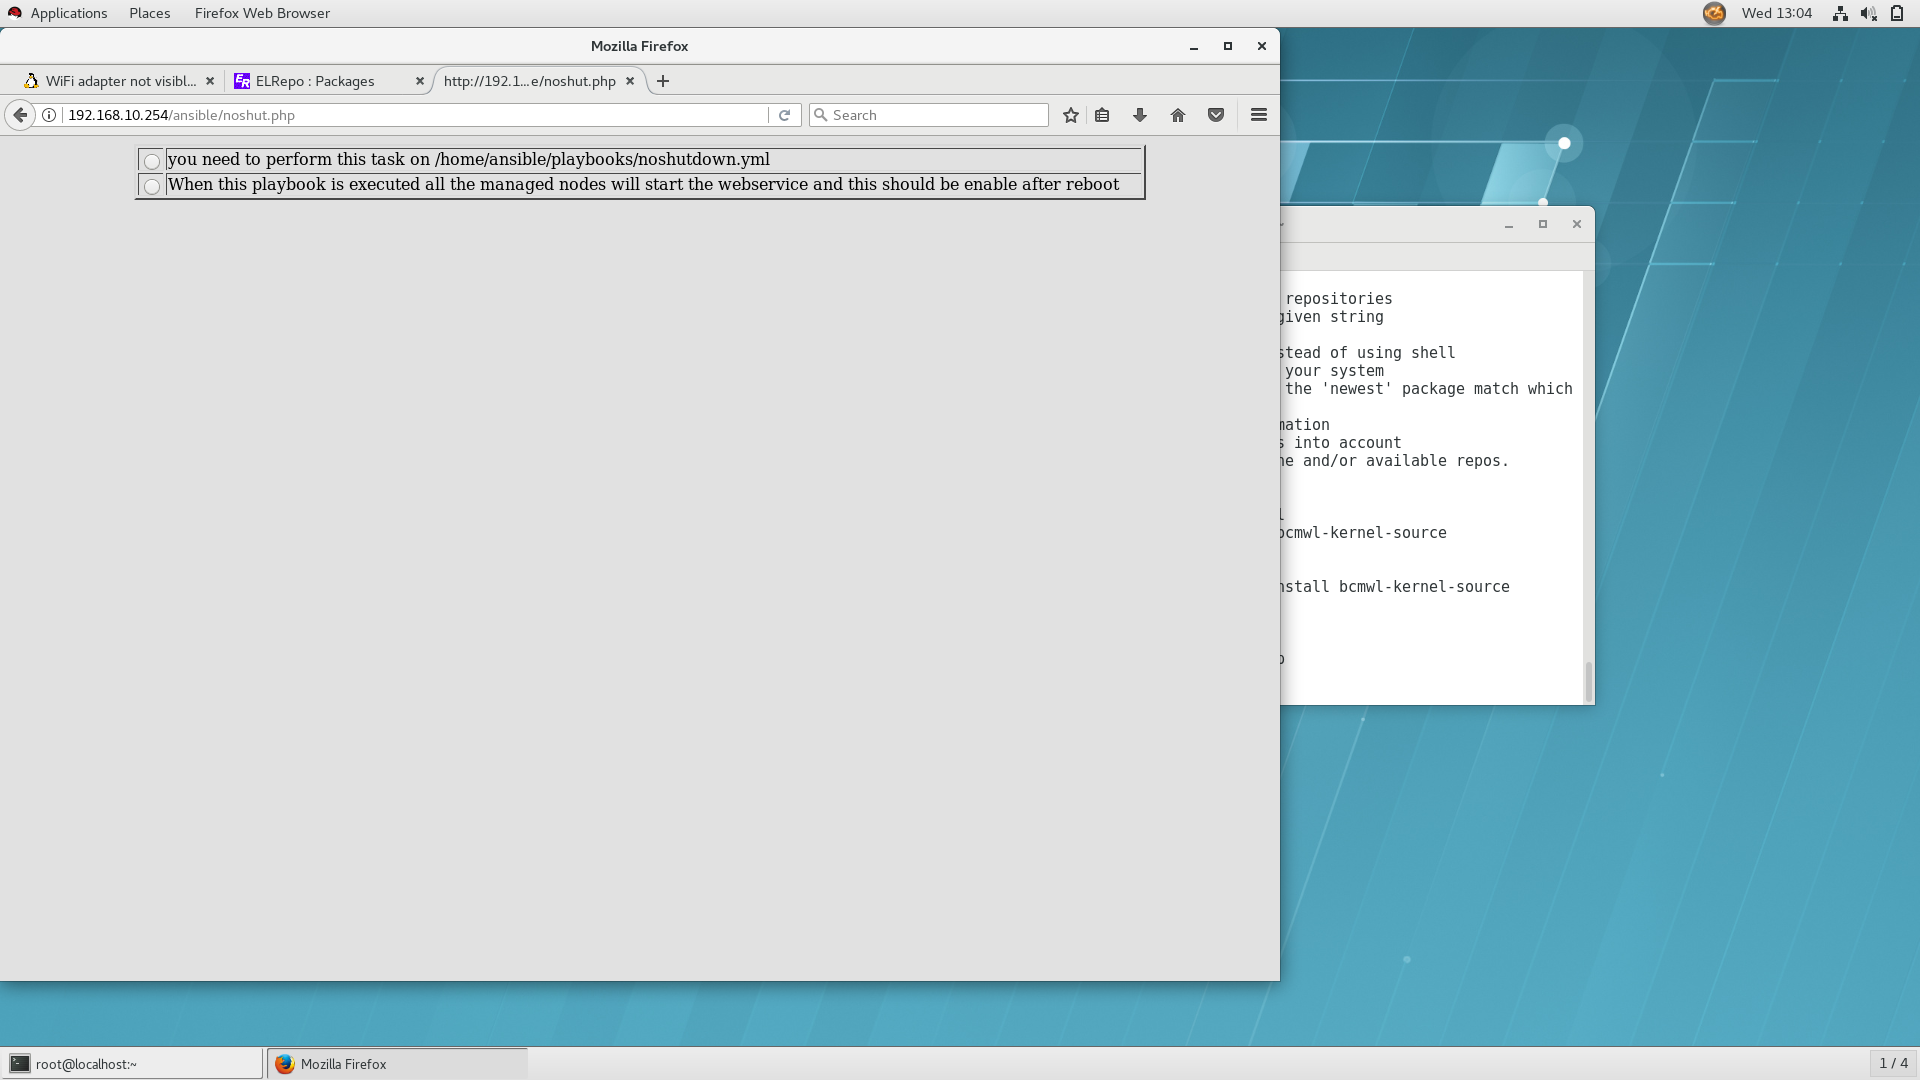 Applications Places Firefox Web Browser Wed 13:04
Mozilla Firefox
WiFi adapter not visibl... ELRepo : Packages http://192.1...e/noshut.php
192.168.10.254/ansible/noshut.php Search
you need to perform this task on /home/ansible/playbooks/noshutdown.yml
When this playbook is executed all the managed nodes will start the webservice and this should be enable after reboot
repositories
given string
stead of using shell
your system
the 'newest' package match which
mation
s into account
ne and/or available repos.
l
bcmwl-kernel-source
nstall bcmwl-kernel-source
root@localhost:~ Mozilla Firefox 1 / 4